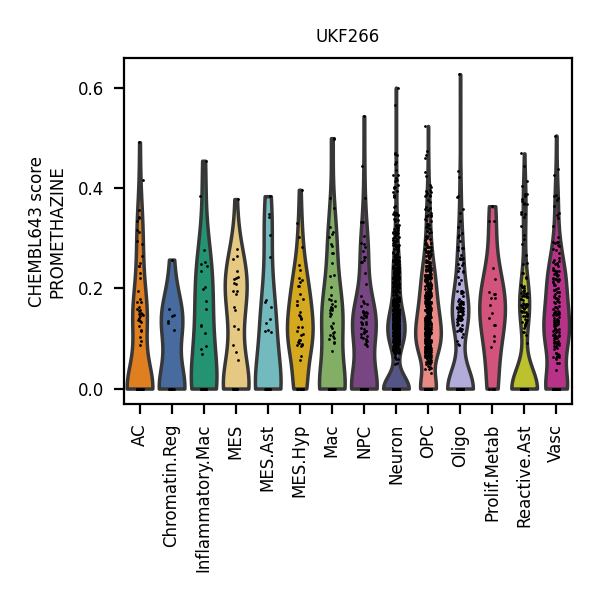 UKF266
CHEMBL643 score
PROMETHAZINE
0.6
0.4
0.2
0.0
AC
Chromatin.Reg
Inflammatory.Mac
MES
MES.Ast
MES.Hyp
Mac
NPC
Neuron
OPC
Oligo
Prolif.Metab
Reactive.Ast
Vasc